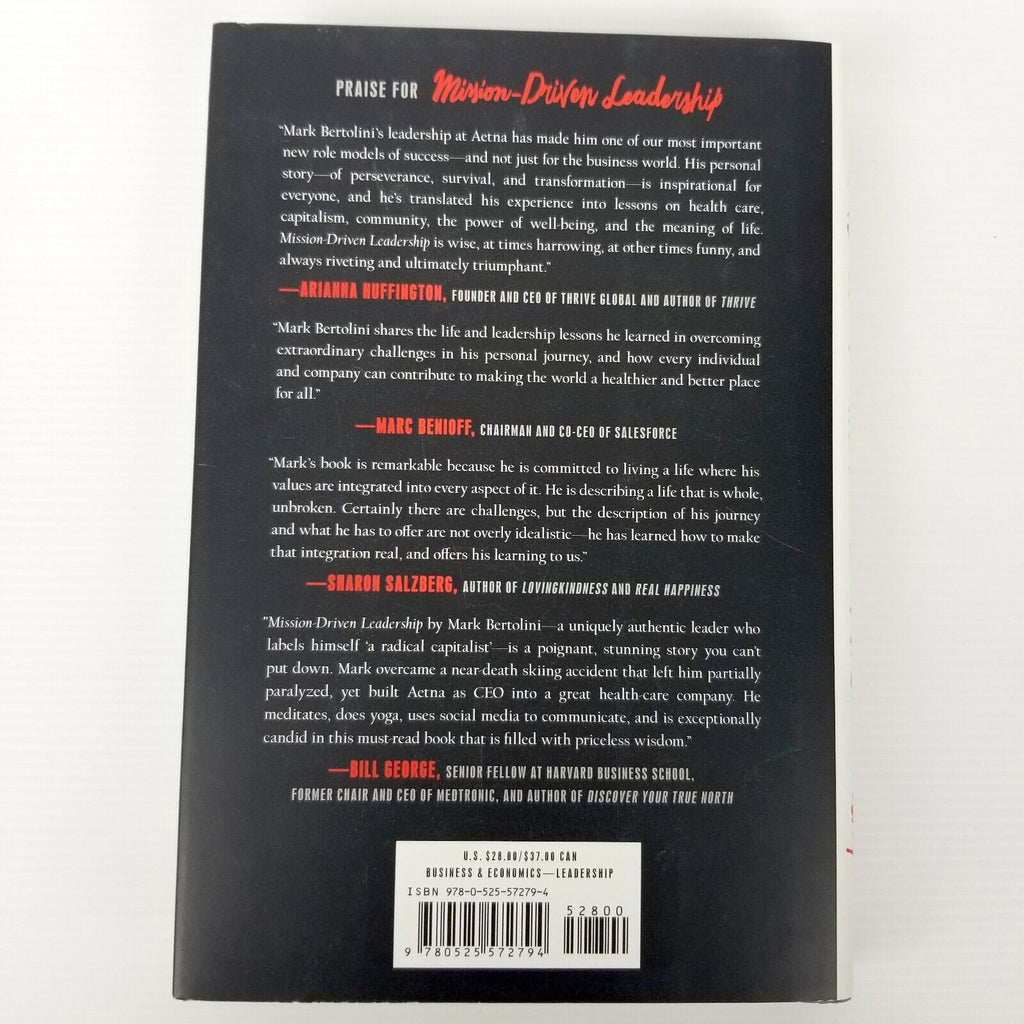 PRAISE FOR Mission-Driven Leadership
“Mark Bertolini’s leadership at Aetna has made him one of our most important
new role models of success—and not just for the business world. His personal
story—of perseverance, survival, and transformation—is inspirational for
everyone, and he’s translated his experience into lessons on health care,
capitalism, community, the power of well-being, and the meaning of life.
Mission-Driven Leadership is wise, at times harrowing, at other times funny, and
always riveting and ultimately triumphant.”
—ARIANNA HUFFINGTON, FOUNDER AND CEO OF THRIVE GLOBAL AND AUTHOR OF THRIVE
“Mark Bertolini shares the life and leadership lessons he learned in overcoming
extraordinary challenges in his personal journey, and how every individual
and company can contribute to making the world a healthier and better place
for all.”
—MARC BENIOFF, CHAIRMAN AND CO-CEO OF SALESFORCE
“Mark’s book is remarkable because he is committed to living a life where his
values are integrated into every aspect of it. He is describing a life that is whole,
unbroken. Certainly there are challenges, but the description of his journey
and what he has to offer are not overly idealistic—he has learned how to make
that integration real, and offers his learning to us.”
—SHARON SALZBERG, AUTHOR OF LOVINGKINDNESS AND REAL HAPPINESS
"Mission-Driven Leadership by Mark Bertolini—a uniquely authentic leader who
labels himself ‘a radical capitalist’—is a poignant, stunning story you can’t
put down. Mark overcame a near-death skiing accident that left him partially
paralyzed, yet built Aetna as CEO into a great health-care company. He
meditates, does yoga, uses social media to communicate, and is exceptionally
candid in this must-read book that is filled with priceless wisdom.”
—BILL GEORGE, SENIOR FELLOW AT HARVARD BUSINESS SCHOOL,
FORMER CHAIR AND CEO OF MEDTRONIC, AND AUTHOR OF DISCOVER YOUR TRUE NORTH
U.S. $28.00/$37.00 CAN
BUSINESS & ECONOMICS—LEADERSHIP
ISBN 978-0-525-57279-4
52800
9 780525 572794